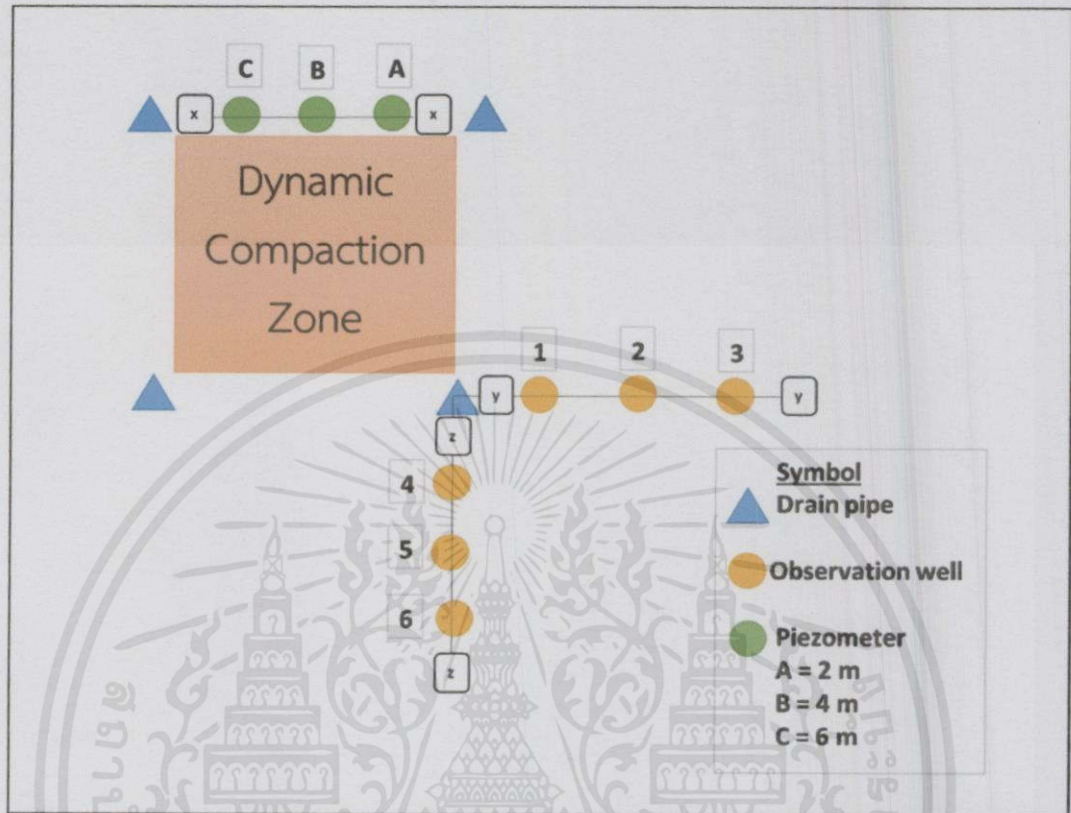 C B A
x x
Dynamic
Compaction
Zone
1 2 3
y y
z
4
5
6
z
Symbol
Drain pipe
Observation well
Piezometer
A = 2 m
B = 4 m
C = 6 m